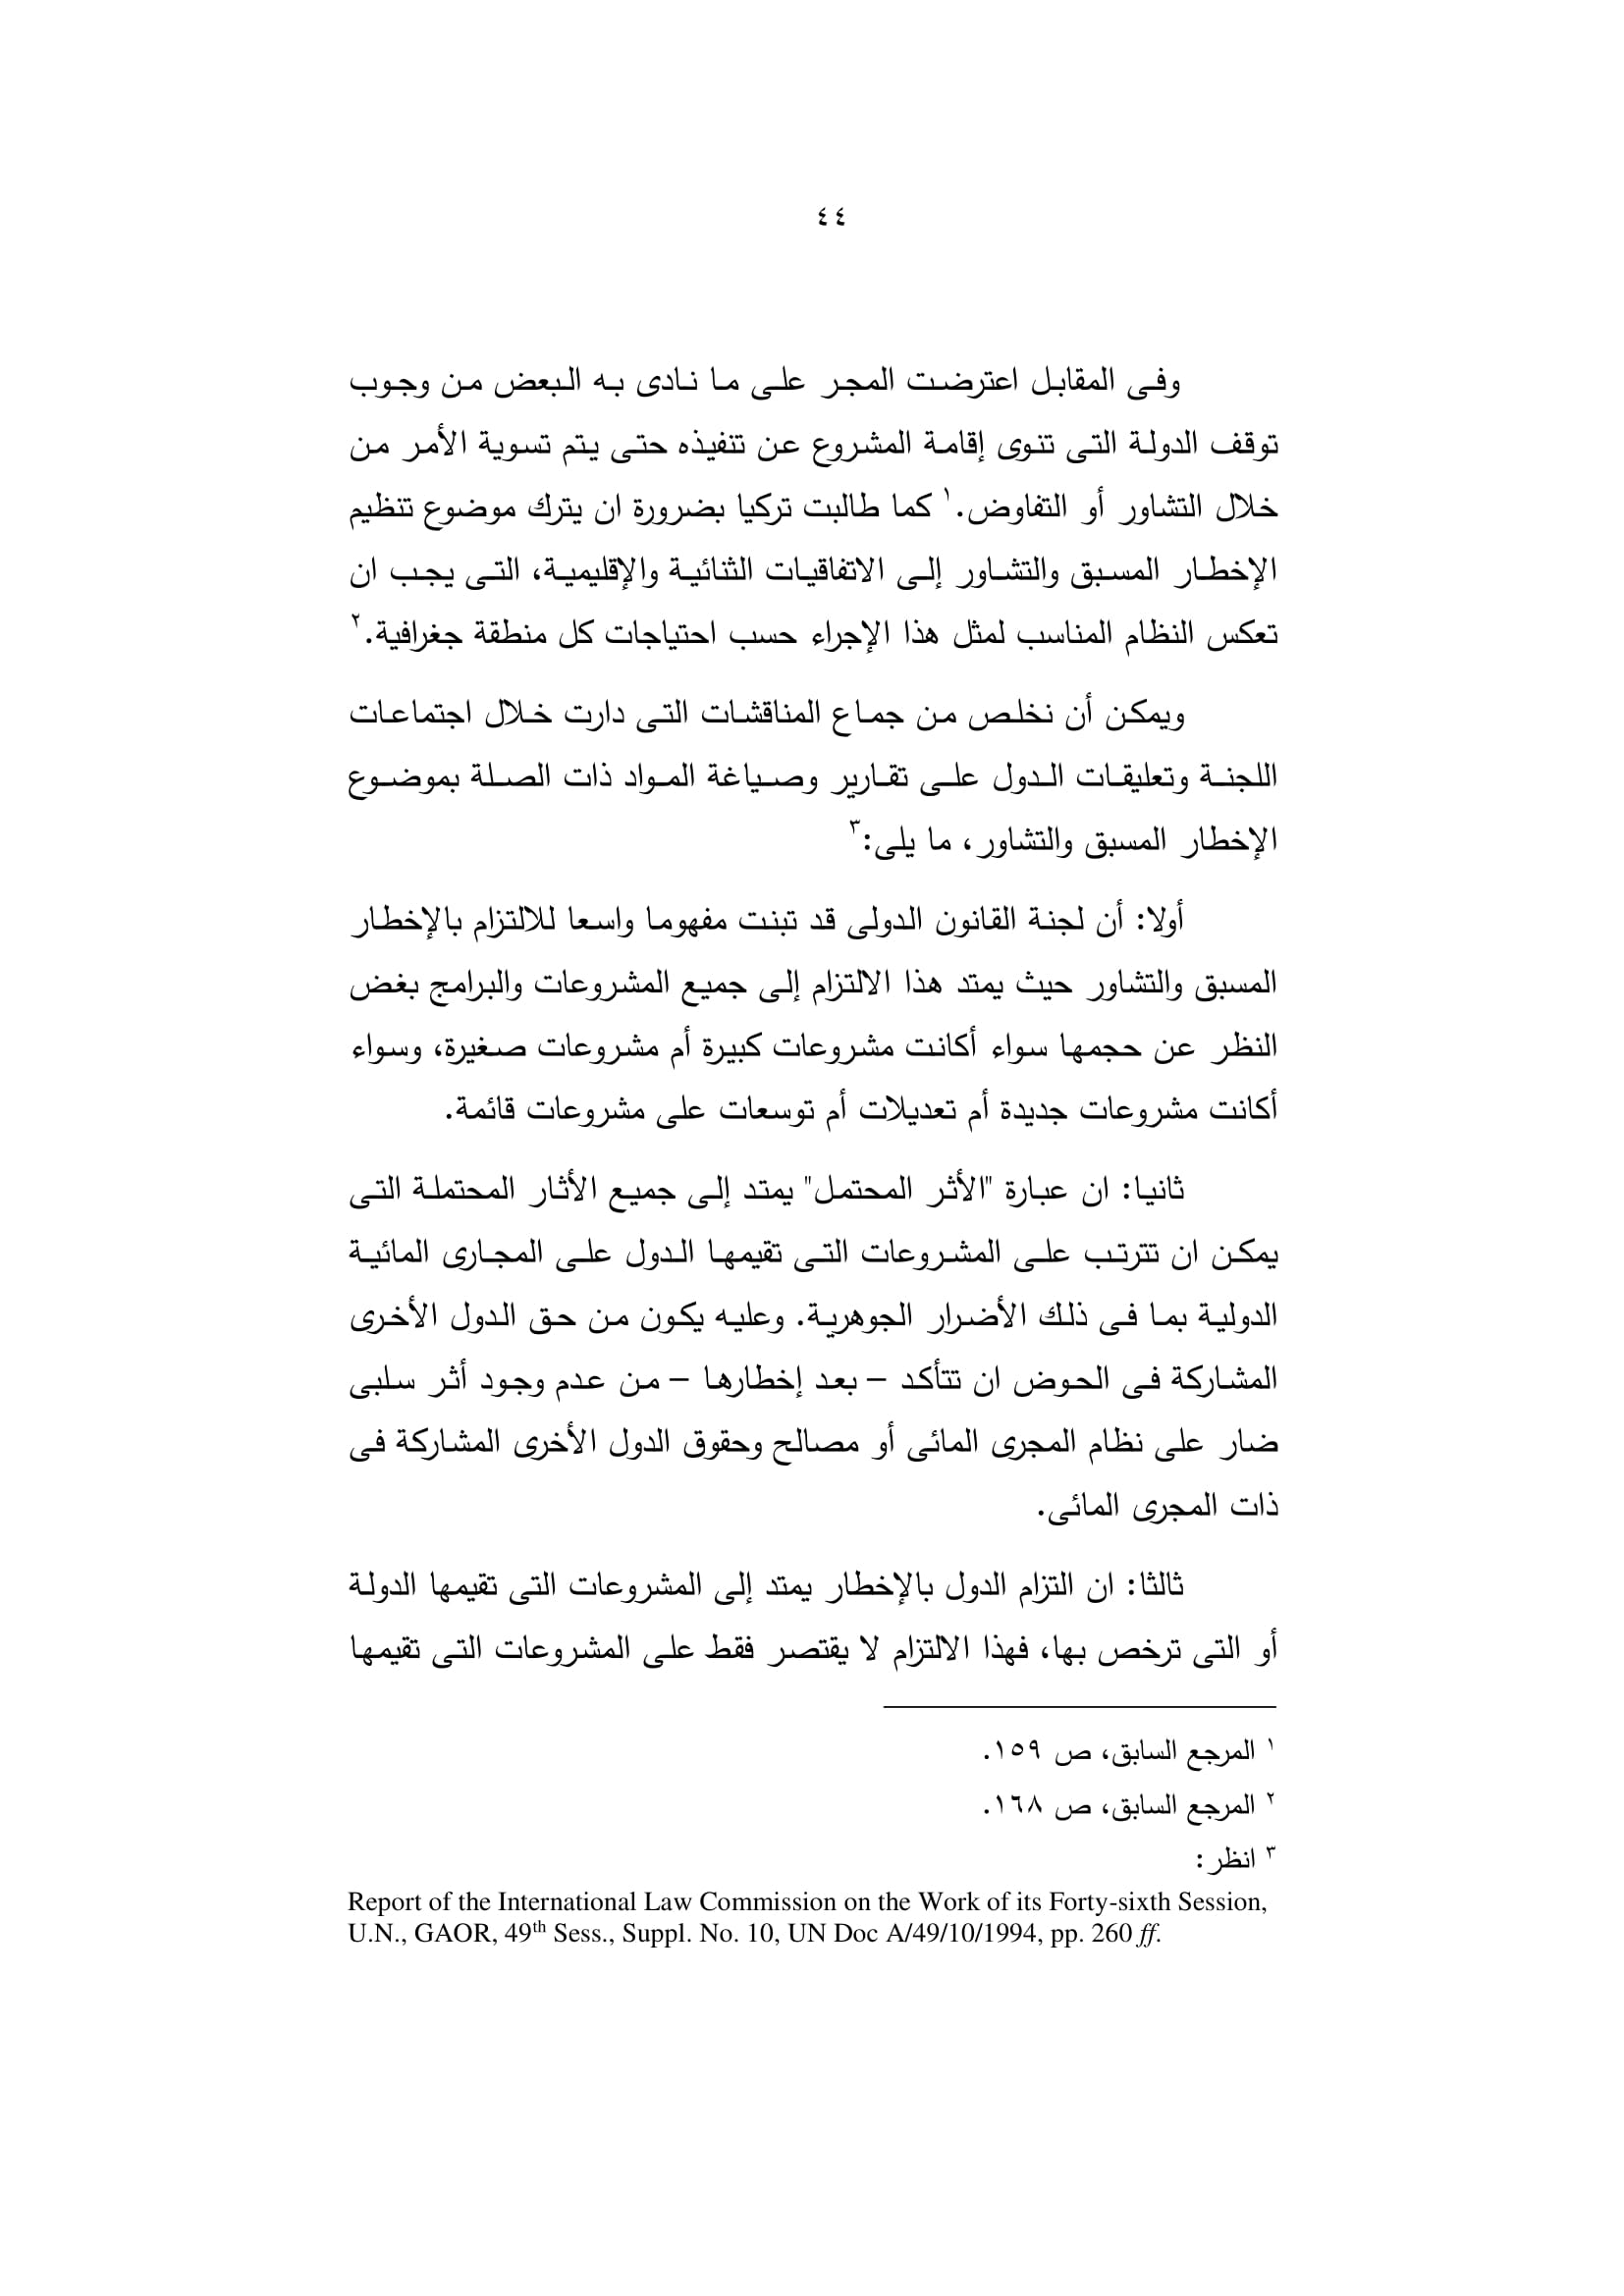 ٤٤
وفى المقابل اعترضت المجر على ما نادى به البعض من وجوب
توقف الدولة التى تنوى إقامة المشروع عن تنفيذه حتى يتم تسوية الأمر من
خلال التشاور أو التفاوض.١ كما طالبت تركيا بضرورة ان يترك موضوع تنظيم
الإخطار المسبق والتشاور إلى الاتفاقيات الثنائية والإقليمية، التى يجب ان
تعكس النظام المناسب لمثل هذا الإجراء حسب احتياجات كل منطقة جغرافية.٢
ويمكن أن نخلص من جماع المناقشات التى دارت خلال اجتماعات
اللجنة وتعليقات الدول على تقارير وصياغة المواد ذات الصلة بموضوع
الإخطار المسبق والتشاور، ما يلى:٣
أولا: أن لجنة القانون الدولى قد تبنت مفهوما واسعا للالتزام بالإخطار
المسبق والتشاور حيث يمتد هذا الالتزام إلى جميع المشروعات والبرامج بغض
النظر عن حجمها سواء أكانت مشروعات كبيرة أم مشروعات صغيرة، وسواء
أكانت مشروعات جديدة أم تعديلات أم توسعات على مشروعات قائمة.
ثانيا: ان عبارة "الأثر المحتمل" يمتد إلى جميع الأثار المحتملة التى
يمكن ان تترتب على المشروعات التى تقيمها الدول على المجارى المائية
الدولية بما فى ذلك الأضرار الجوهرية. وعليه يكون من حق الدول الأخرى
المشاركة فى الحوض ان تتأكد – بعد إخطارها – من عدم وجود أثر سلبى
ضار على نظام المجرى المائى أو مصالح وحقوق الدول الأخرى المشاركة فى
ذات المجرى المائى.
ثالثا: ان التزام الدول بالإخطار يمتد إلى المشروعات التى تقيمها الدولة
أو التى ترخص بها، فهذا الالتزام لا يقتصر فقط على المشروعات التى تقيمها
١ المرجع السابق، ص ١٥٩.
٢ المرجع السابق، ص ١٦٨.
٣ انظر:
Report of the International Law Commission on the Work of its Forty-sixth Session,
U.N., GAOR, 49th Sess., Suppl. No. 10, UN Doc A/49/10/1994, pp. 260 ff.